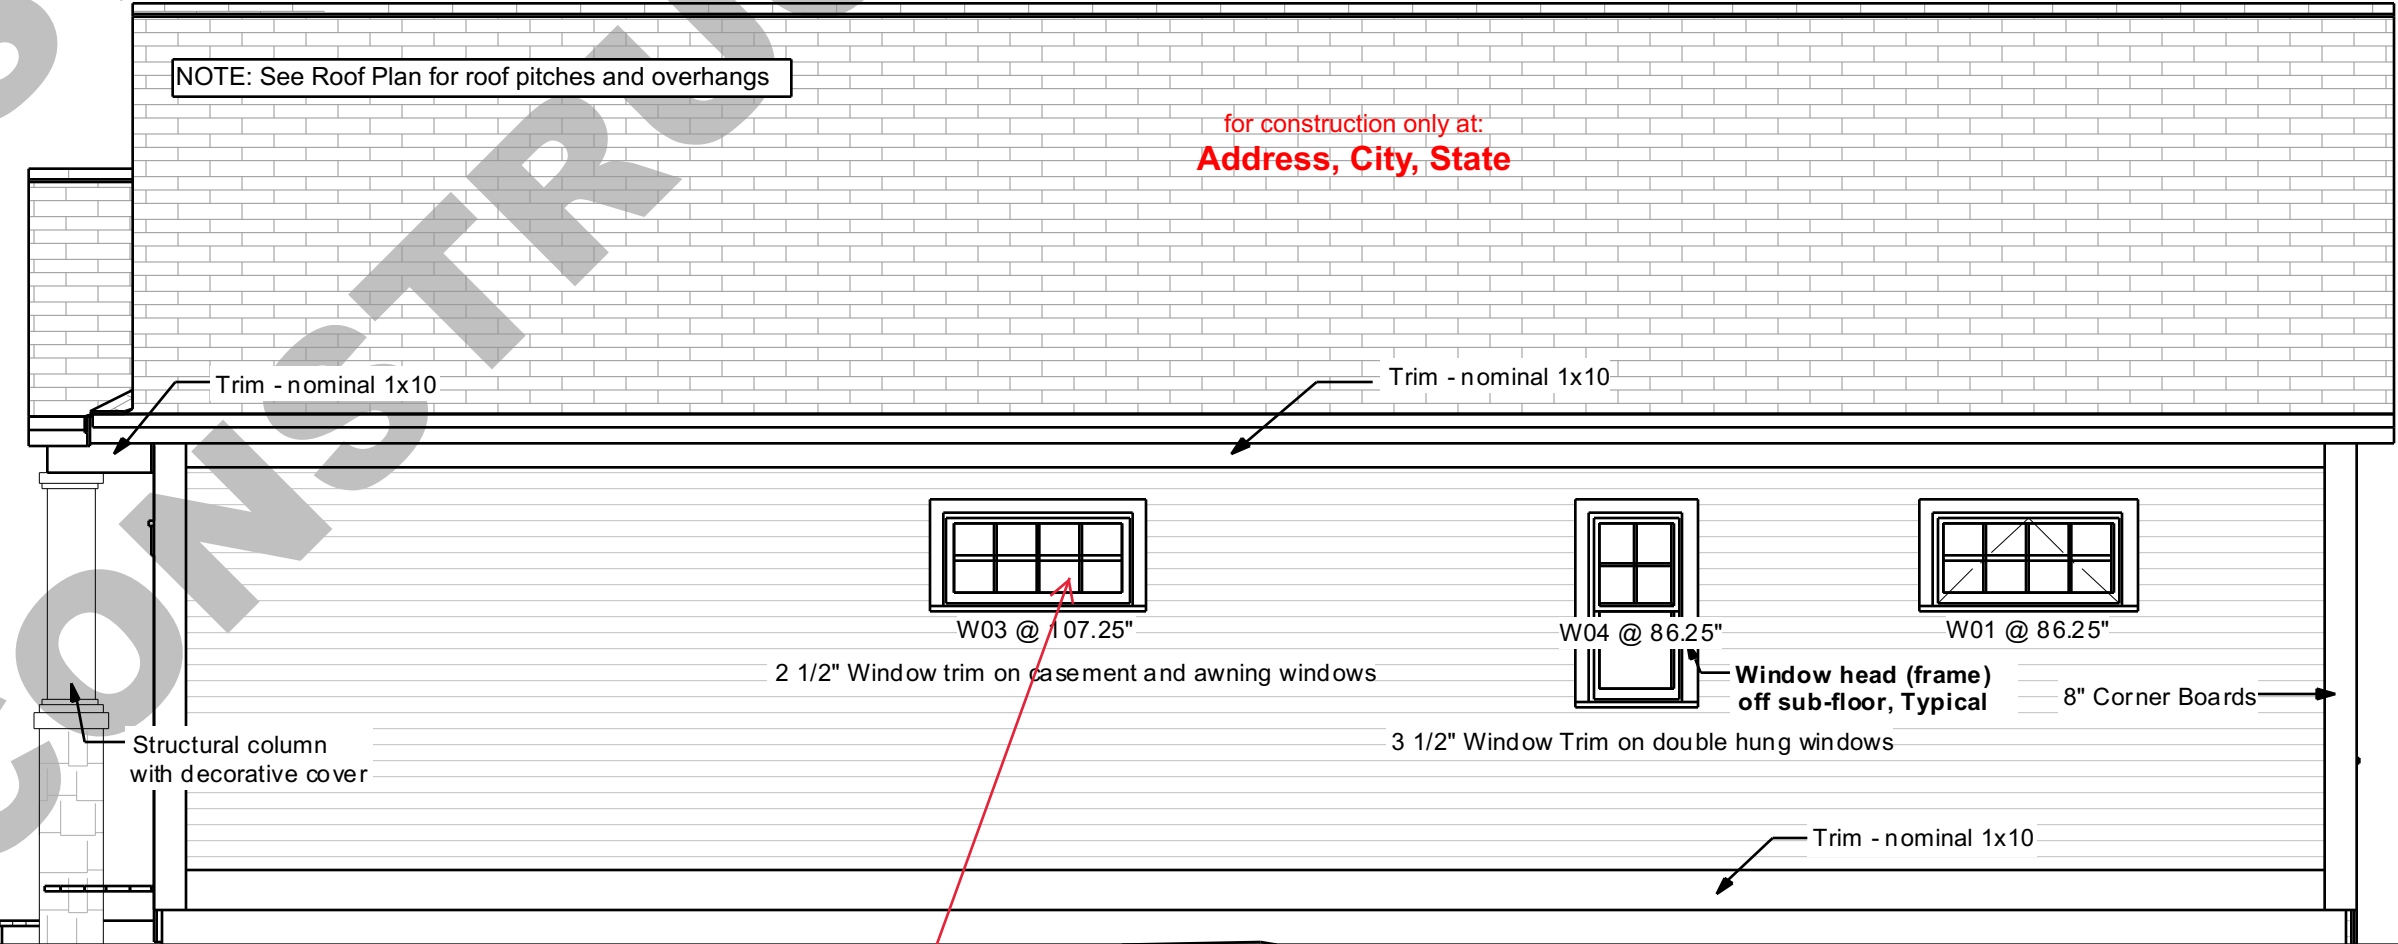 NOTE: See Roof Plan for roof pitches and overhangs
for construction only at:
Address, City, State
Trim - nominal 1x10
Trim - nominal 1x10
W03 @ 107.25"
W04 @ 86.25"
W01 @ 86.25"
2 1/2" Window trim on casement and awning windows
Window head (frame)
off sub-floor, Typical
8" Corner Boards
3 1/2" Window Trim on double hung windows
Structural column
with decorative cover
Trim - nominal 1x10
CONSTRUC